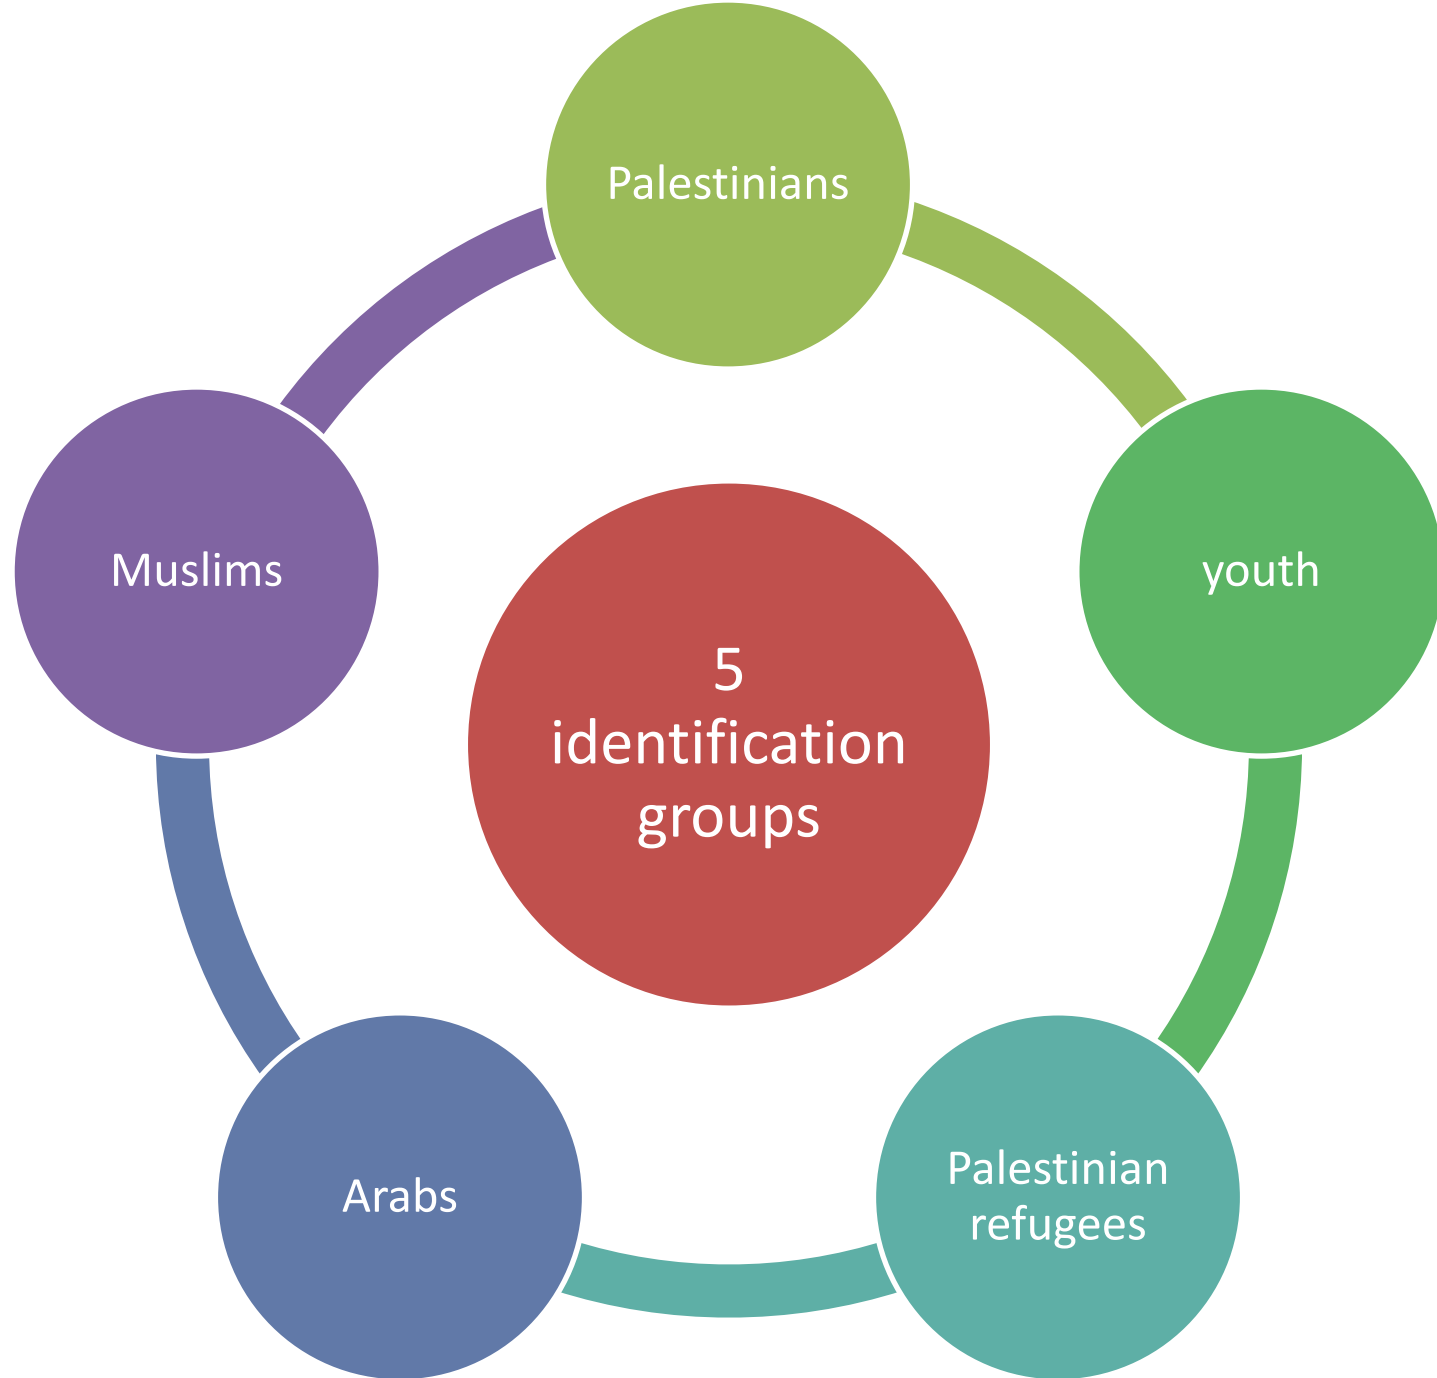 Palestinians
youth
Palestinian
refugees
Arabs
Muslims
5
identification
groups